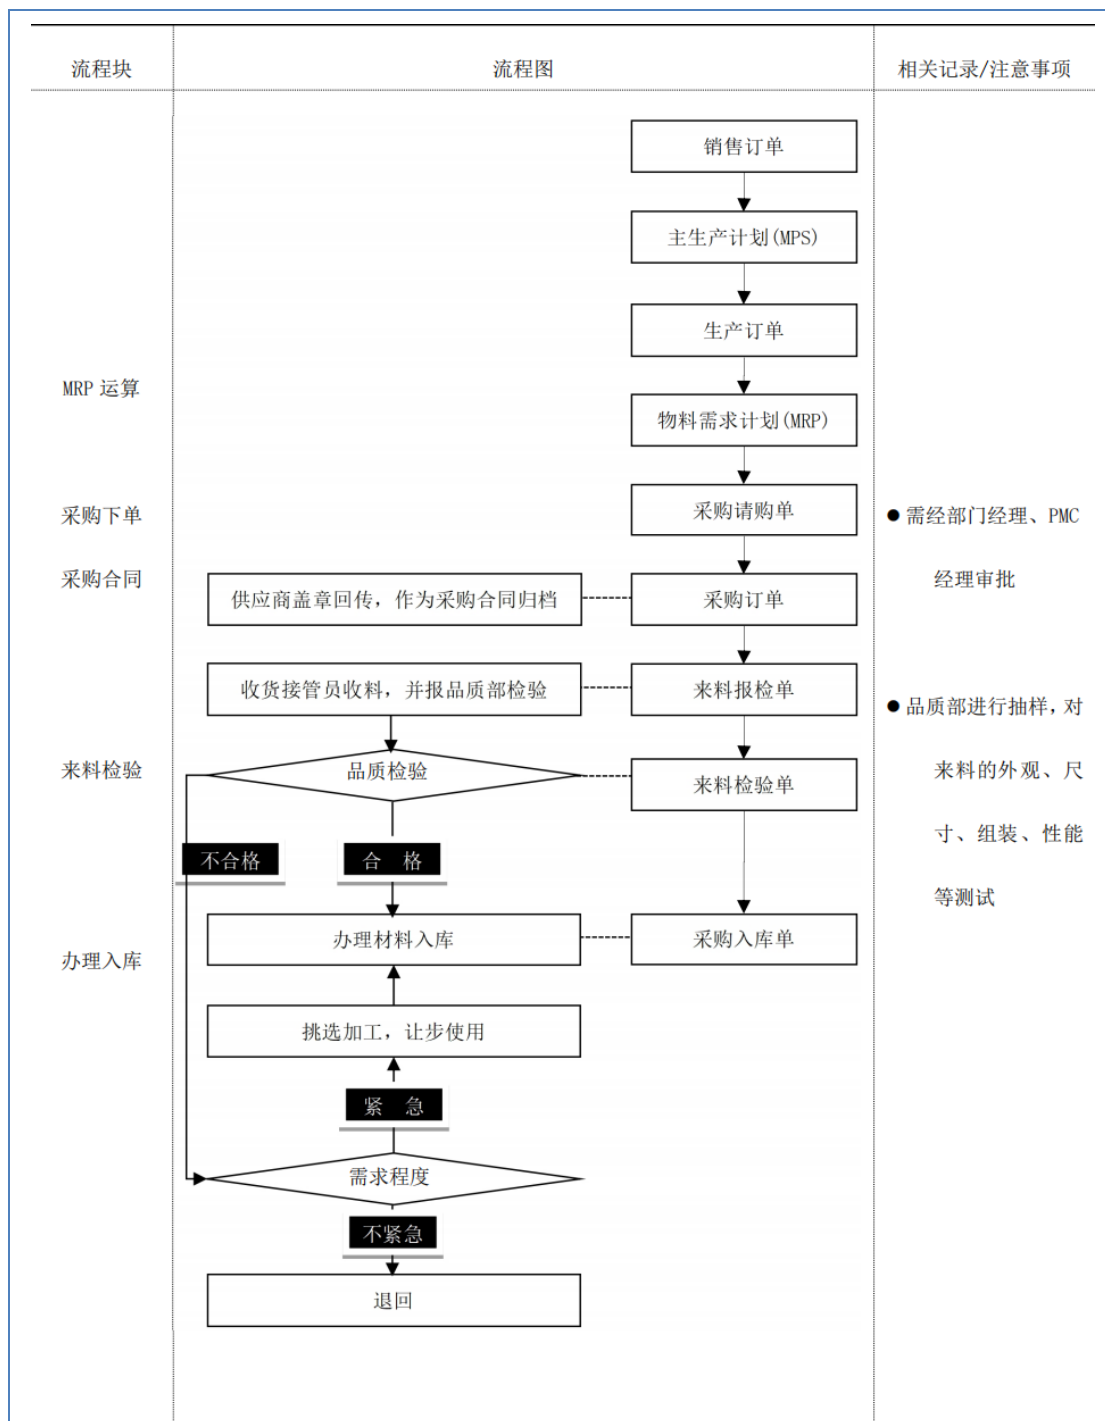 流程块
流程图
相关记录/注意事项
销售订单
主生产计划(MPS)
生产订单
MRP 运算
物料需求计划(MRP)
采购下单
采购请购单
●需经部门经理、PMC
经理审批
采购合同
供应商盖章回传，作为采购合同归档
采购订单
收货接管员收料，并报品质部检验
来料报检单
●品质部进行抽样，对
来料的外观、尺
寸、组装、性能
等测试
来料检验
品质检验
来料检验单
不合格
合 格
办理入库
办理材料入库
采购入库单
挑选加工，让步使用
紧 急
需求程度
不紧急
退回